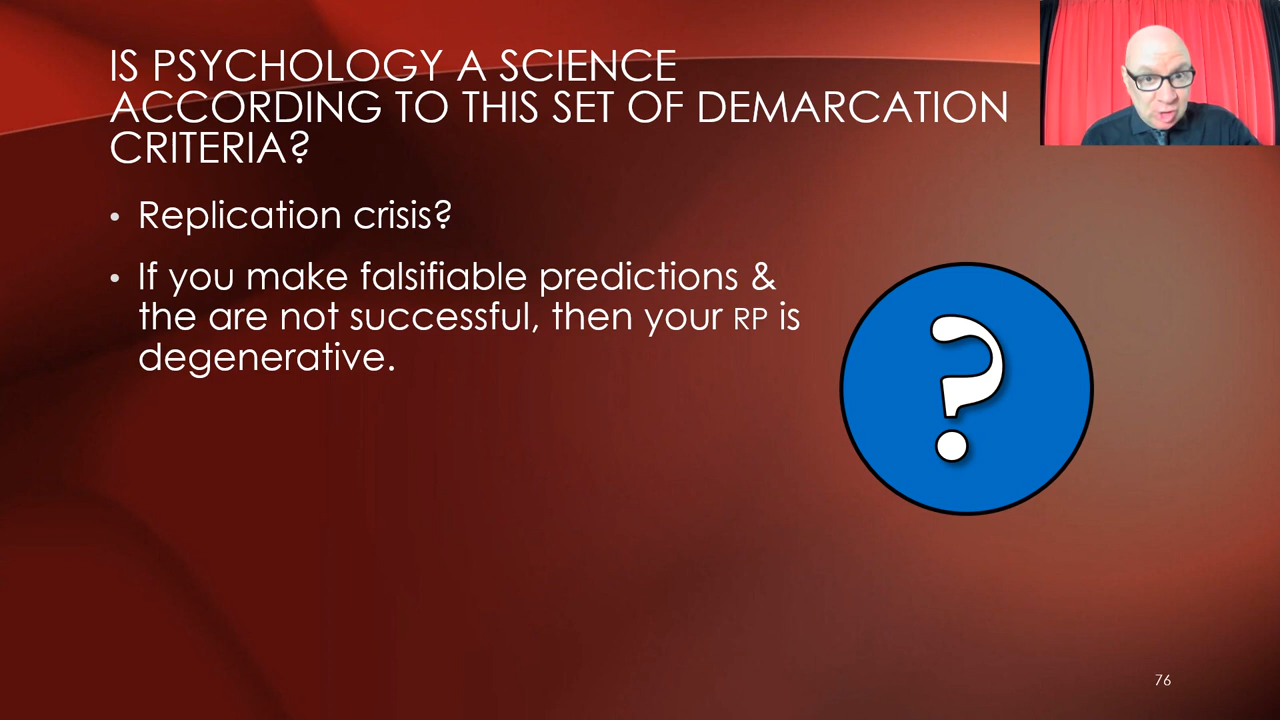 IS PSYCHOLOGY A SCIENCE
ACCORDING TO THIS SET OF DEMARCATION
CRITERIA?
• Replication crisis?
• If you make falsifiable predictions &
the are not successful, then your RP is
degenerative.
?
76